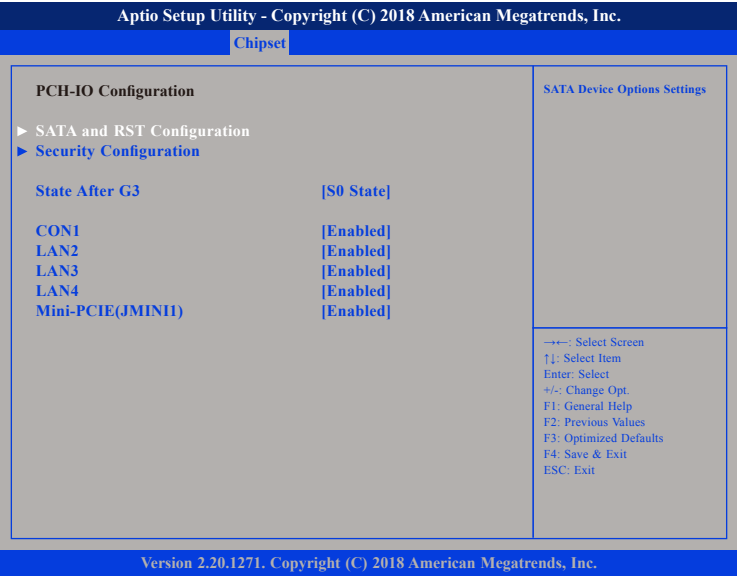 Aptio Setup Utility - Copyright (C) 2018 American Megatrends, Inc.
Chipset
PCH-IO Configuration
► SATA and RST Configuration
► Security Configuration
State After G3 [S0 State]
CON1 [Enabled]
LAN2 [Enabled]
LAN3 [Enabled]
LAN4 [Enabled]
Mini-PCIE(JMINI1) [Enabled]
SATA Device Options Settings
→←: Select Screen
↑↓: Select Item
Enter: Select
+/-: Change Opt.
F1: General Help
F2: Previous Values
F3: Optimized Defaults
F4: Save & Exit
ESC: Exit
Version 2.20.1271. Copyright (C) 2018 American Megatrends, Inc.